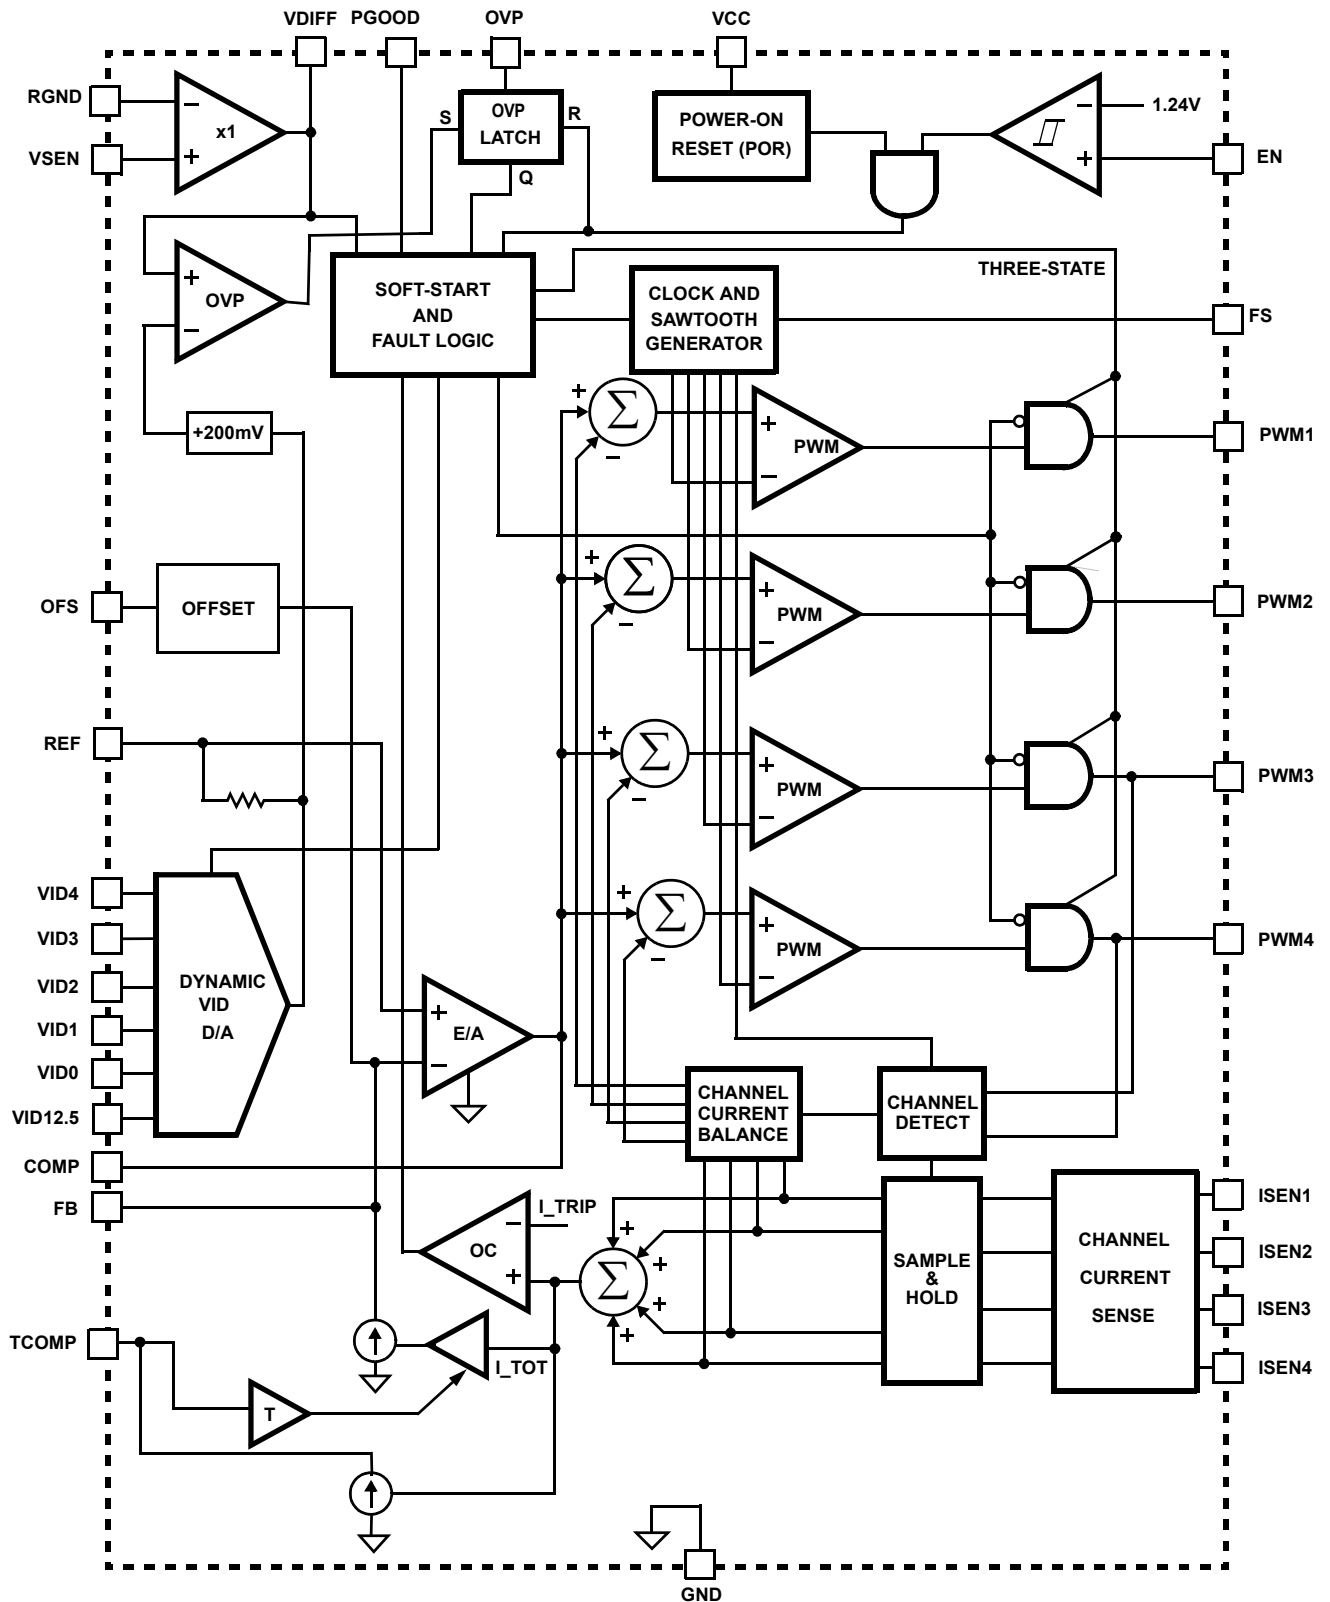 VDIFF PGOOD OVP VCC
RGND
VSEN
− + x1
S OVP LATCH R
Q
POWER-ON
RESET (POR)
− 1.24V
+
EN
+ OVP −
SOFT-START
AND
FAULT LOGIC
THREE-STATE
CLOCK AND
SAWTOOTH
GENERATOR
FS
+200mV
+ Σ −
+ PWM −
PWM1
OFS
OFFSET
+ Σ −
+ PWM −
PWM2
REF
+ Σ −
+ PWM −
PWM3
VID4
VID3
VID2
VID1
VID0
VID12.5
DYNAMIC
VID
D/A
+ Σ −
+ PWM −
PWM4
+ E/A −
CHANNEL
CURRENT
BALANCE
CHANNEL
DETECT
COMP
FB
− I_TRIP
OC
+
+ + Σ + +
SAMPLE
&
HOLD
CHANNEL
CURRENT
SENSE
ISEN1
ISEN2
ISEN3
ISEN4
TCOMP
I_TOT
T
GND